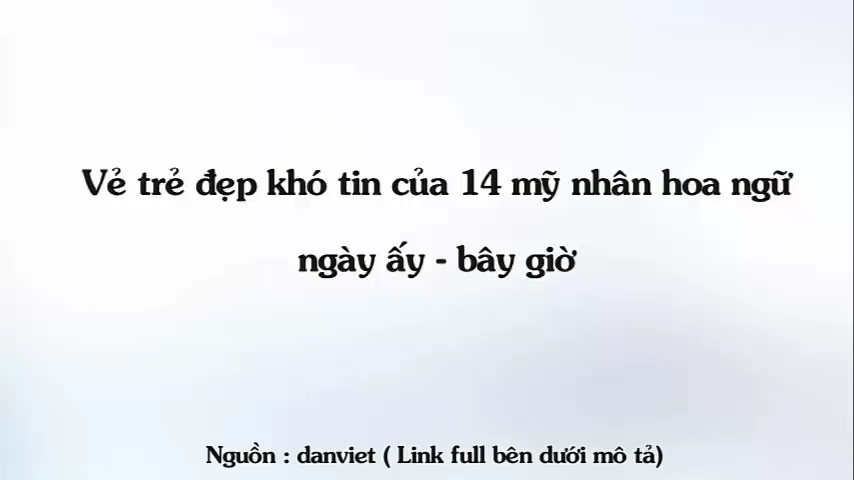 Vẻ trẻ đẹp khó tin của 14 mỹ nhân hoa ngữ
ngày ấy - bây giờ
Nguồn : danviet ( Link full bên dưới mô tả)